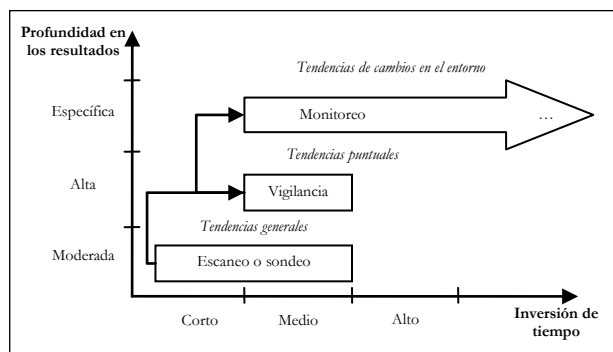 Profundidad en
los resultados
Tendencias de cambios en el entorno
Específica
Monitoreo
...
Tendencias puntuales
Alta
Vigilancia
Tendencias generales
Moderada
Escaneo o sondeo
Corto
Medio
Alto
Inversión de
tiempo